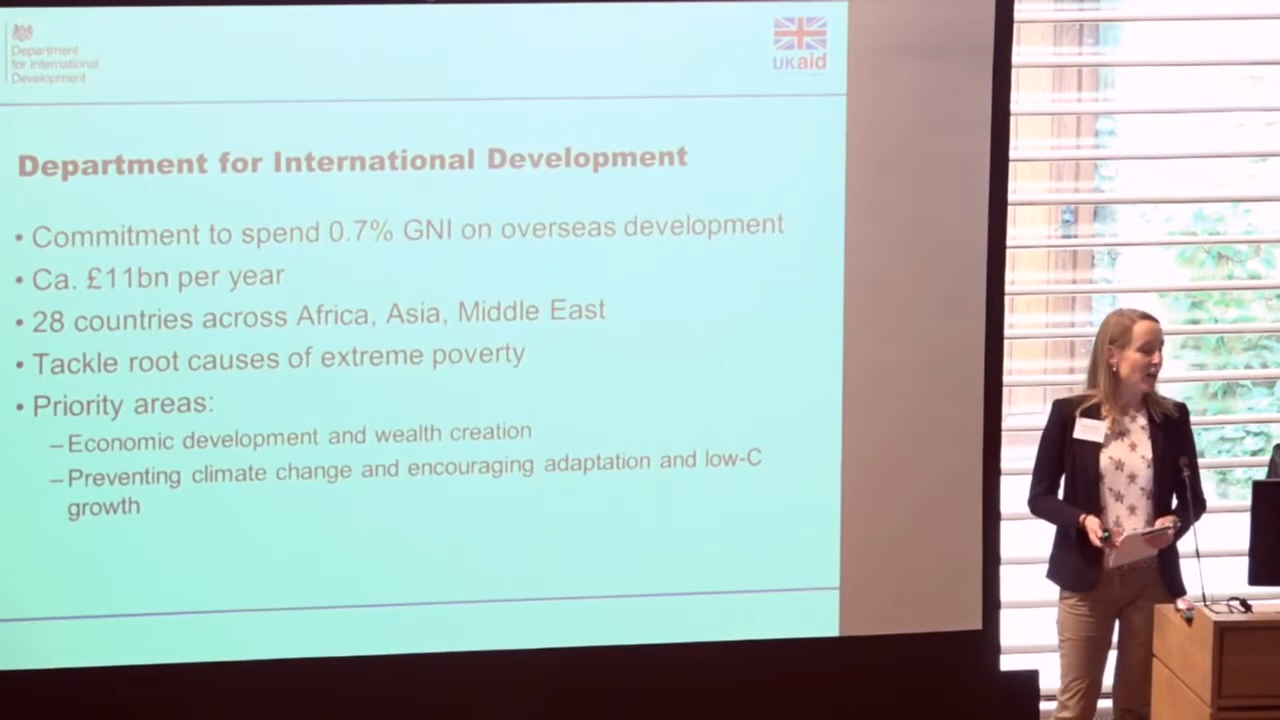 Department
for International
Development
UKaid
Department for International Development
• Commitment to spend 0.7% GNI on overseas development
• Ca. £11bn per year
• 28 countries across Africa, Asia, Middle East
• Tackle root causes of extreme poverty
• Priority areas:
– Economic development and wealth creation
– Preventing climate change and encouraging adaptation and low-C
growth